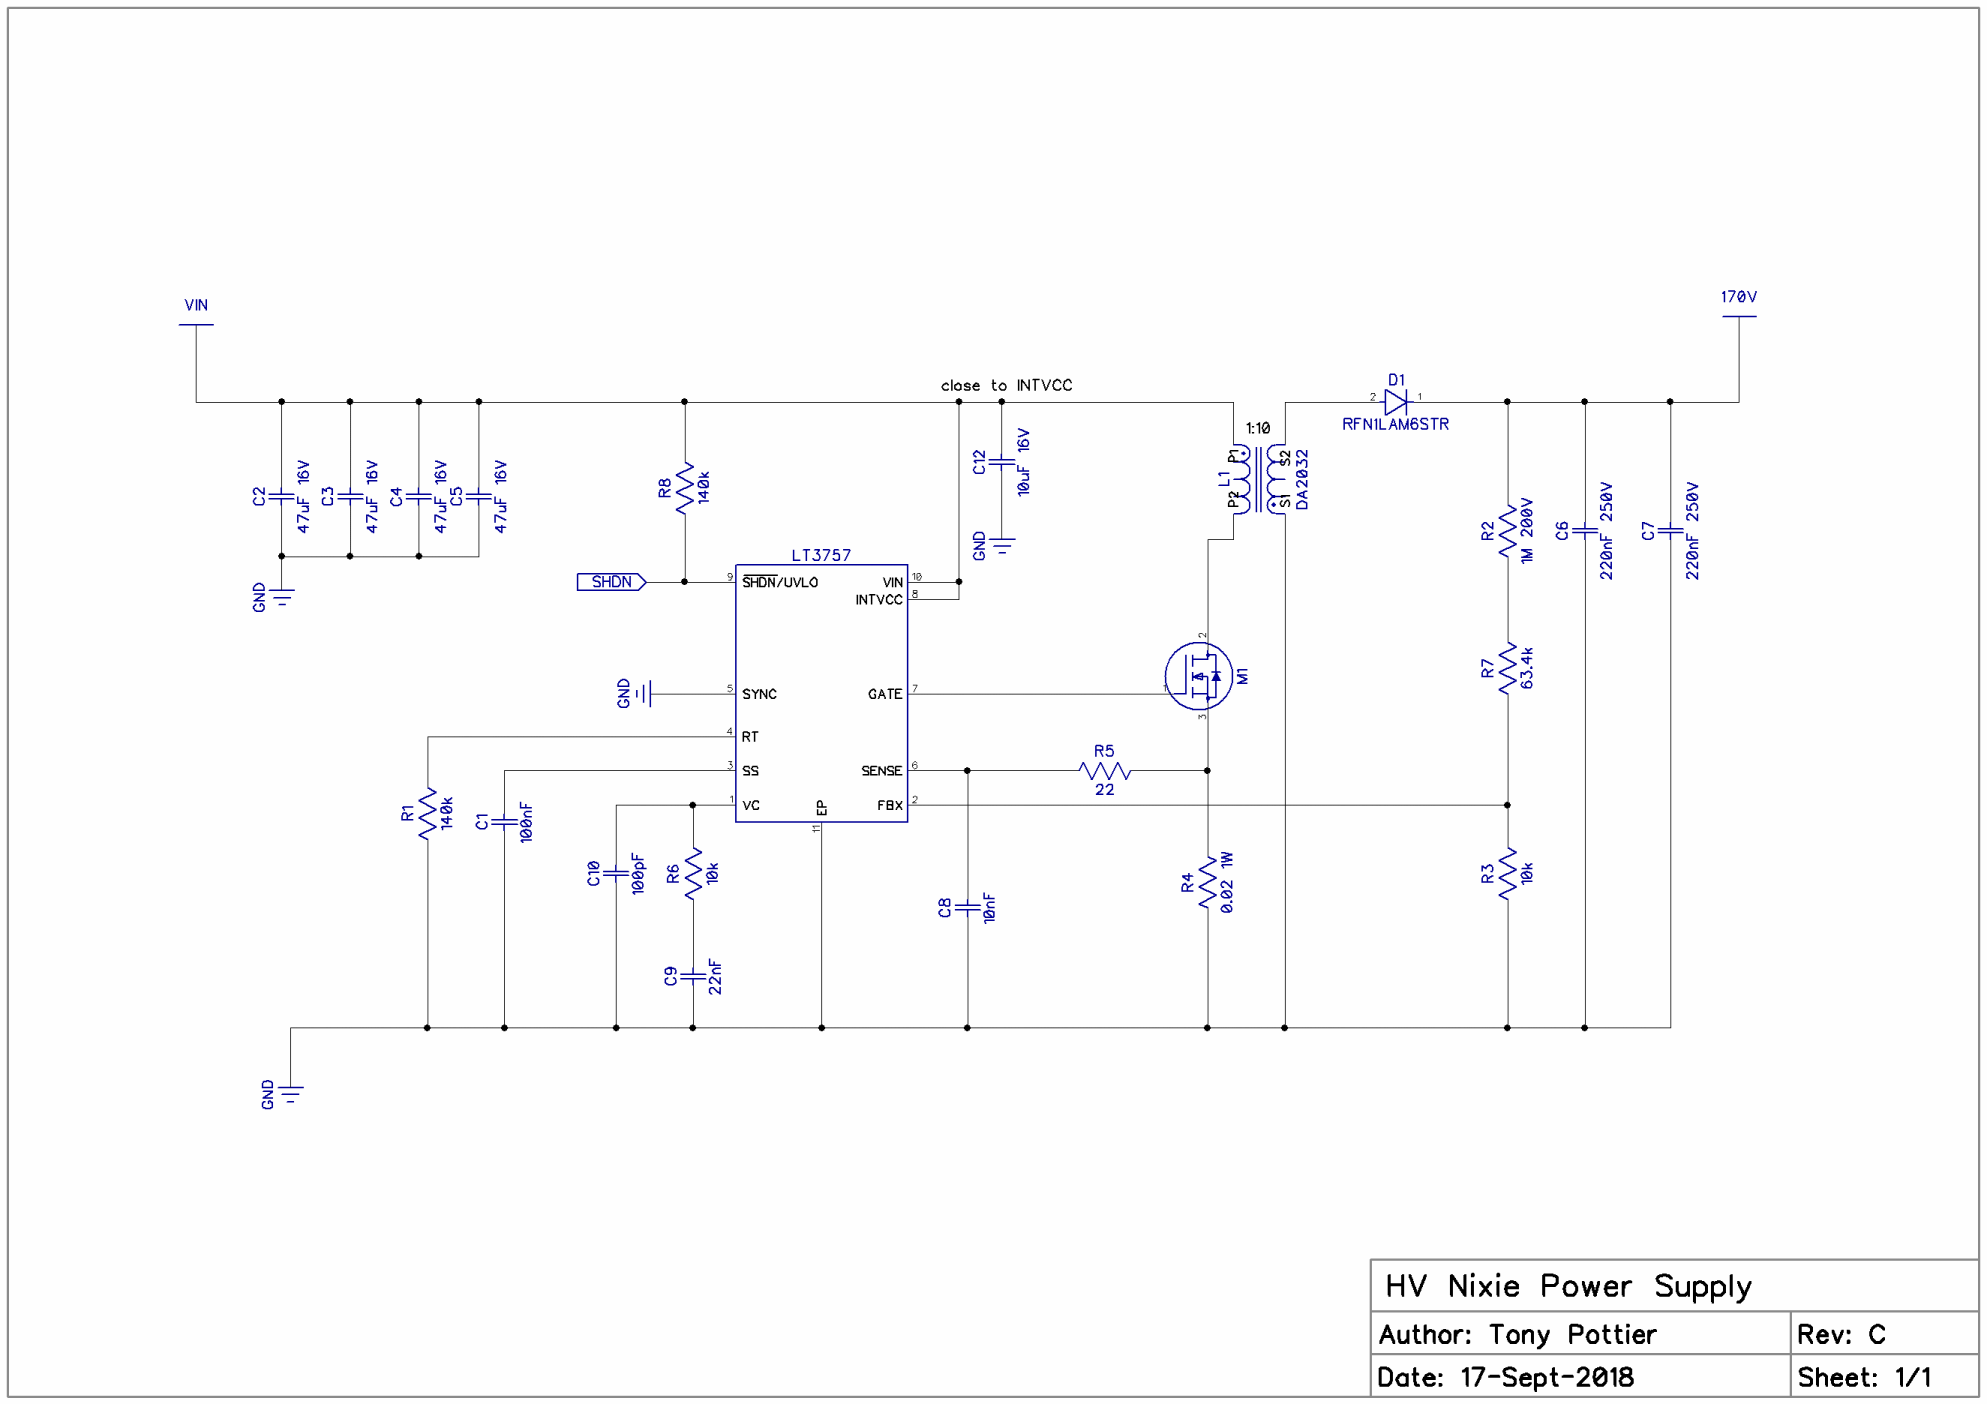 VIN
170V
close to INTVCC
D1
2
1
RFN1LAM6STR
1:10
C2
47uF 16V
C3
47uF 16V
C4
47uF 16V
C5
47uF 16V
GND
R8
140k
C12
10uF 16V
GND
L1
P1
P2
S2
S1
DA2032
R2
1M 200V
C6
220nF 250V
C7
220nF 250V
LT3757
SHDN
9
SHDN/UVLO
VIN
10
INTVCC
8
GND
5
SYNC
GATE
7
1
2
3
M1
R7
63.4k
4
RT
3
SS
SENSE
6
R5
22
1
VC
FBX
2
EP
11
R1
140k
C1
100nF
C10
100pF
R6
10k
C9
22nF
C8
10nF
R4
0.02 1W
R3
10k
GND
HV Nixie Power Supply
Author: Tony Pottier
Rev: C
Date: 17-Sept-2018
Sheet: 1/1